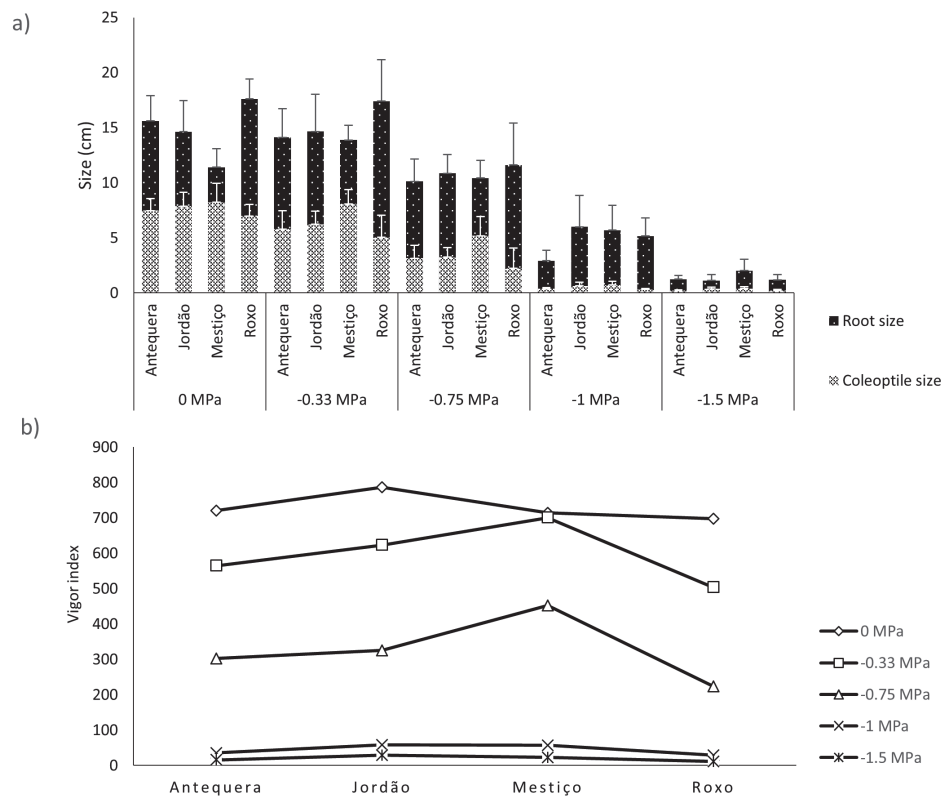 a)
25
20
15
10
5
0
Size (cm)
Antequera
Jordão
Mestiço
Roxo
Antequera
Jordão
Mestiço
Roxo
Antequera
Jordão
Mestiço
Roxo
Antequera
Jordão
Mestiço
Roxo
Antequera
Jordão
Mestiço
Roxo
0 MPa
-0.33 MPa
-0.75 MPa
-1 MPa
-1.5 MPa
Root size
Coleoptile size
b)
900
800
700
600
500
400
300
200
100
0
Vigor index
Antequera
Jordão
Mestiço
Roxo
0 MPa
-0.33 MPa
-0.75 MPa
-1 MPa
-1.5 MPa